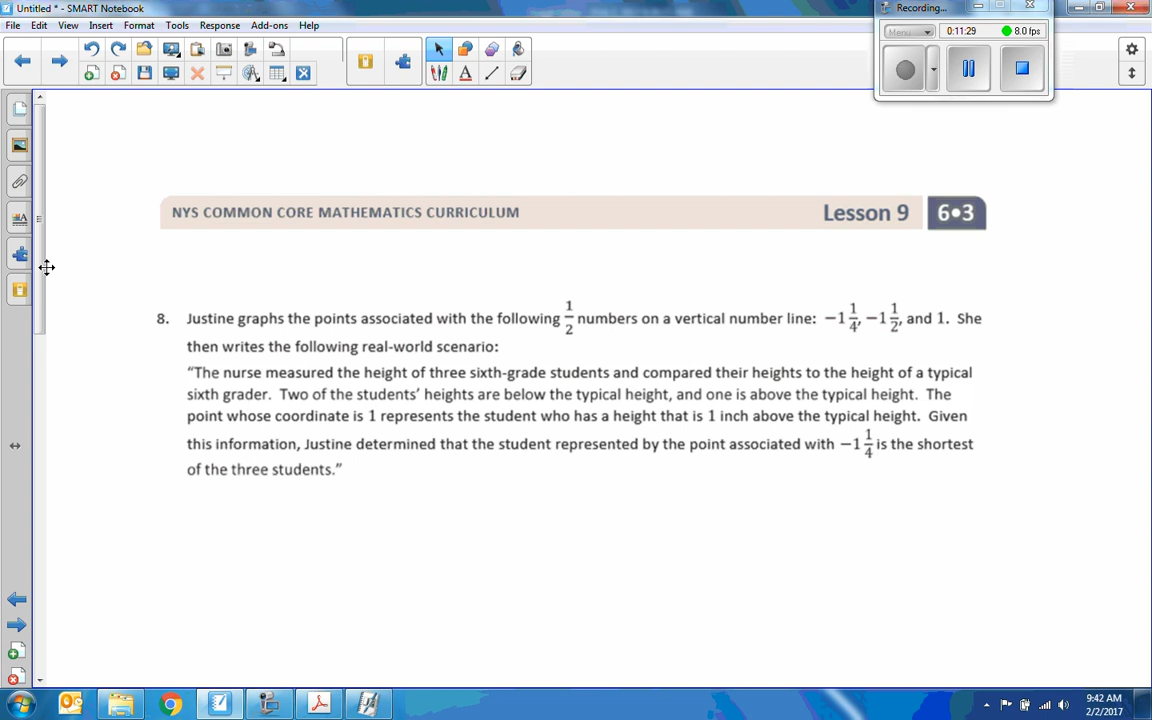 Untitled * - SMART Notebook
Recording...
File Edit View Insert Format Tools Response Add-ons Help
Menu 0:11:29 8.0 fps
NYS COMMON CORE MATHEMATICS CURRICULUM Lesson 9 6•3
8. Justine graphs the points associated with the following 1/2 numbers on a vertical number line: −1 1/4, −1 1/2, and 1. She
then writes the following real-world scenario:
“The nurse measured the height of three sixth-grade students and compared their heights to the height of a typical
sixth grader. Two of the students’ heights are below the typical height, and one is above the typical height. The
point whose coordinate is 1 represents the student who has a height that is 1 inch above the typical height. Given
this information, Justine determined that the student represented by the point associated with −1 1/4 is the shortest
of the three students.”
9:42 AM
2/2/2017